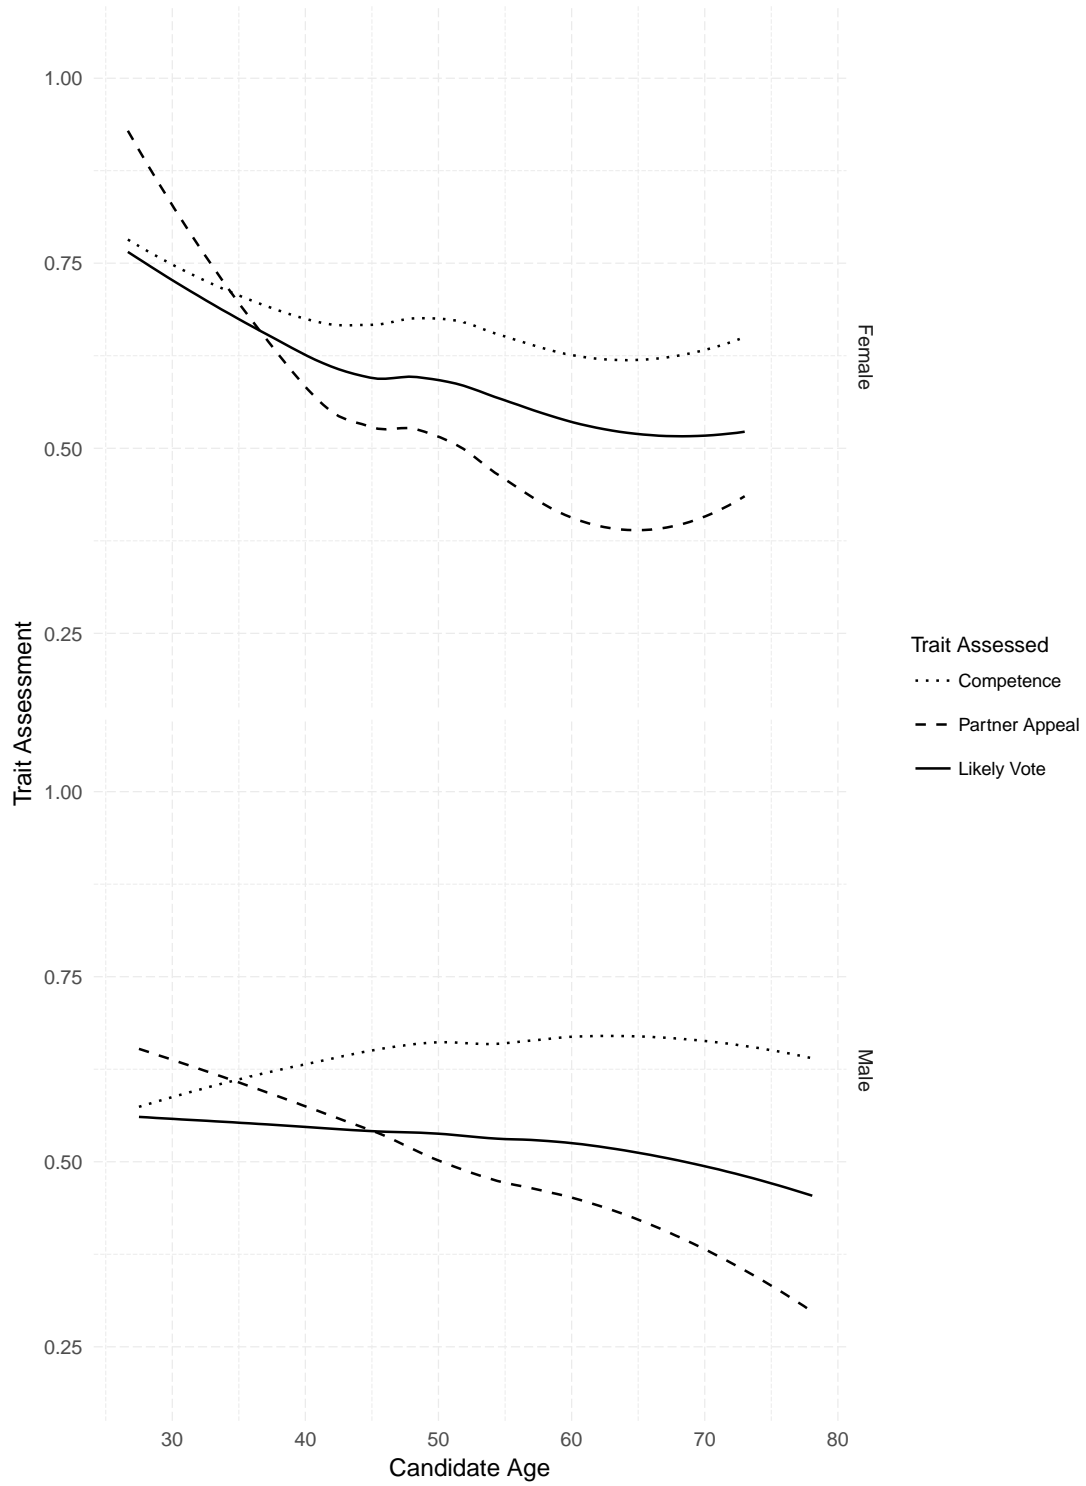 1.00
0.75
0.50
0.25
Female
1.00
0.75
0.50
0.25
Male
Trait Assessment
30 40 50 60 70 80
Candidate Age
Trait Assessed
Competence
Partner Appeal
Likely Vote